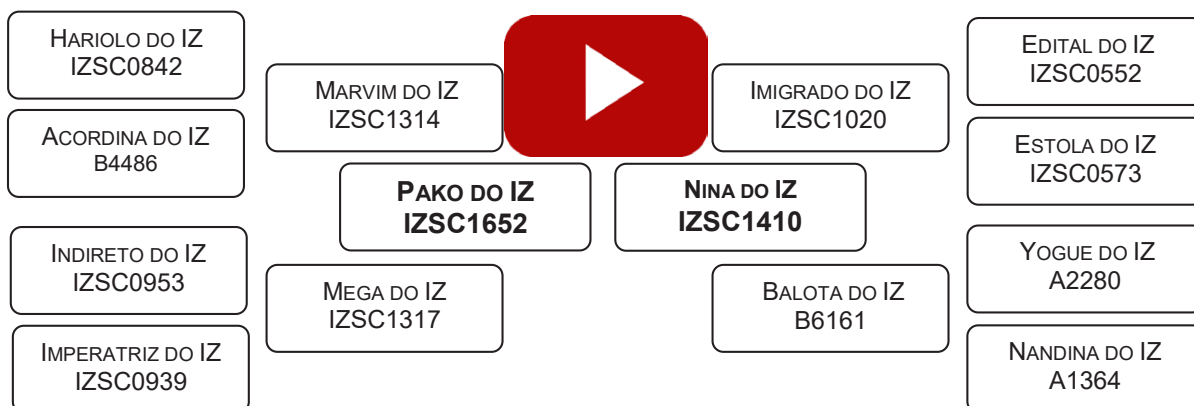 HARIOLO DO IZ
IZSC0842
ACORDINA DO IZ
B4486
INDIRETO DO IZ
IZSC0953
IMPERATRIZ DO IZ
IZSC0939
MARVIM DO IZ
IZSC1314
MEGA DO IZ
IZSC1317
PAKO DO IZ
IZSC1652
NINA DO IZ
IZSC1410
IMIGRADO DO IZ
IZSC1020
BALOTA DO IZ
B6161
EDITAL DO IZ
IZSC0552
ESTOLA DO IZ
IZSC0573
YOGUE DO IZ
A2280
NANDINA DO IZ
A1364